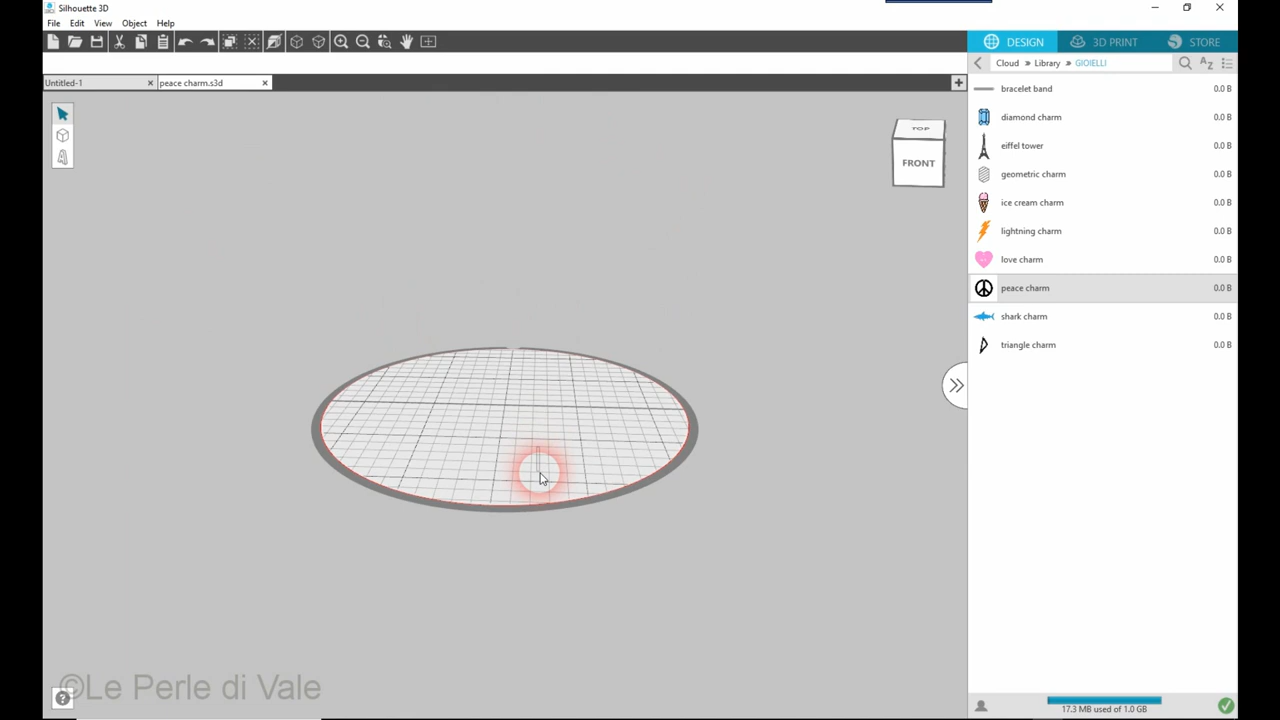 Silhouette 3D
File Edit View Object Help
DESIGN 3D PRINT STORE
Cloud » Library » GIOIELLI
Untitled-1 peace charm.s3d
TOP
FRONT
bracelet band 0.0 B
diamond charm 0.0 B
eiffel tower 0.0 B
geometric charm 0.0 B
ice cream charm 0.0 B
lightning charm 0.0 B
love charm 0.0 B
peace charm 0.0 B
shark charm 0.0 B
triangle charm 0.0 B
©Le Perle di Vale
17.3 MB used of 1.0 GB